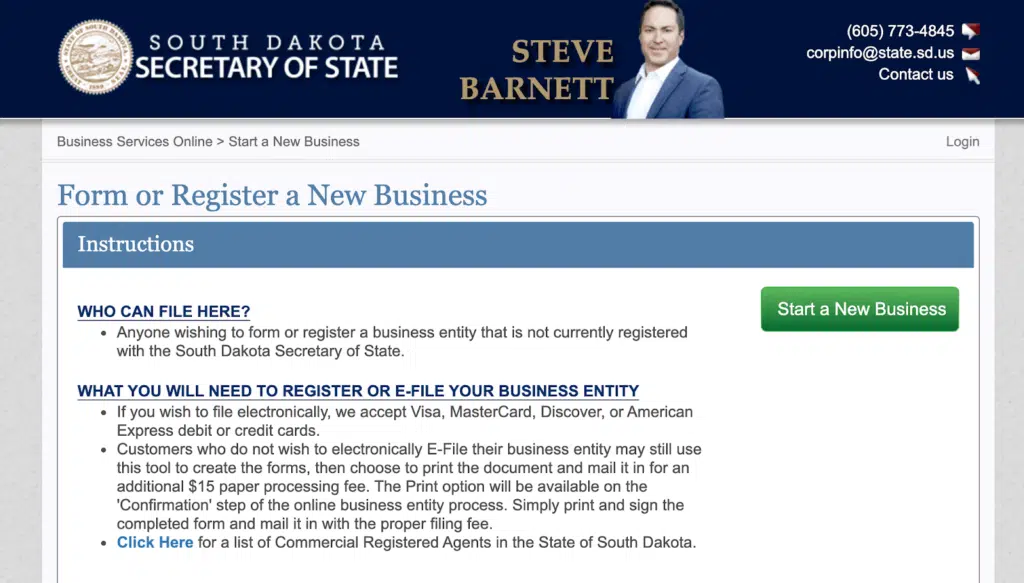 SOUTH DAKOTA
SECRETARY OF STATE
STEVE
BARNETT
(605) 773-4845
corpinfo@state.sd.us
Contact us
Business Services Online > Start a New Business
Login
Form or Register a New Business
Instructions
Start a New Business
WHO CAN FILE HERE?
• Anyone wishing to form or register a business entity that is not currently registered
with the South Dakota Secretary of State.
WHAT YOU WILL NEED TO REGISTER OR E-FILE YOUR BUSINESS ENTITY
• If you wish to file electronically, we accept Visa, MasterCard, Discover, or American
Express debit or credit cards.
• Customers who do not wish to electronically E-File their business entity may still use
this tool to create the forms, then choose to print the document and mail it in for an
additional $15 paper processing fee. The Print option will be available on the
'Confirmation' step of the online business entity process. Simply print and sign the
completed form and mail it in with the proper filing fee.
• Click Here for a list of Commercial Registered Agents in the State of South Dakota.